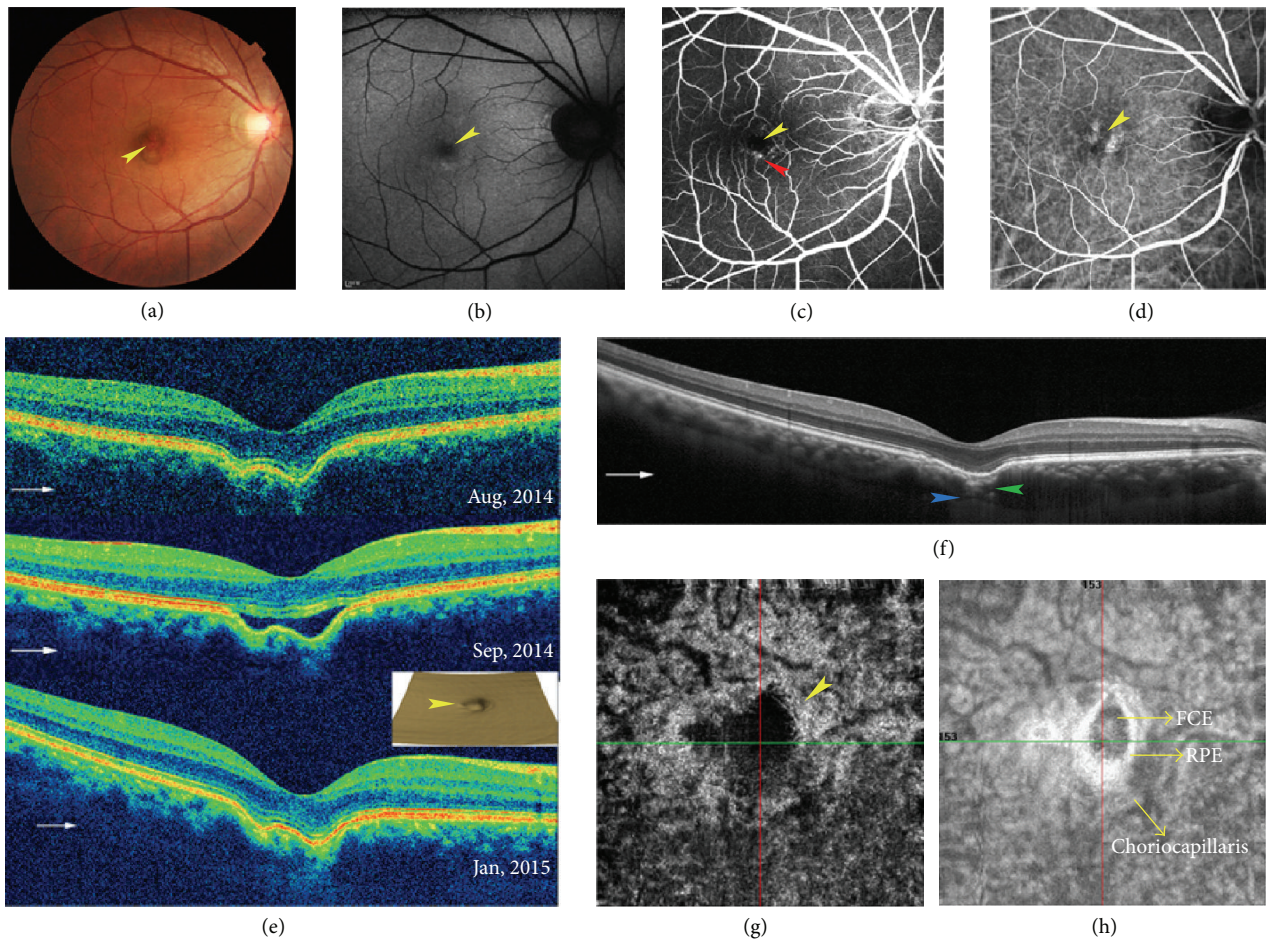 (a)
(b)
(c)
(d)
Aug, 2014
Sep, 2014
Jan, 2015
(e)
(f)
(g)
153
153
FCE
RPE
Choriocapillaris
(h)